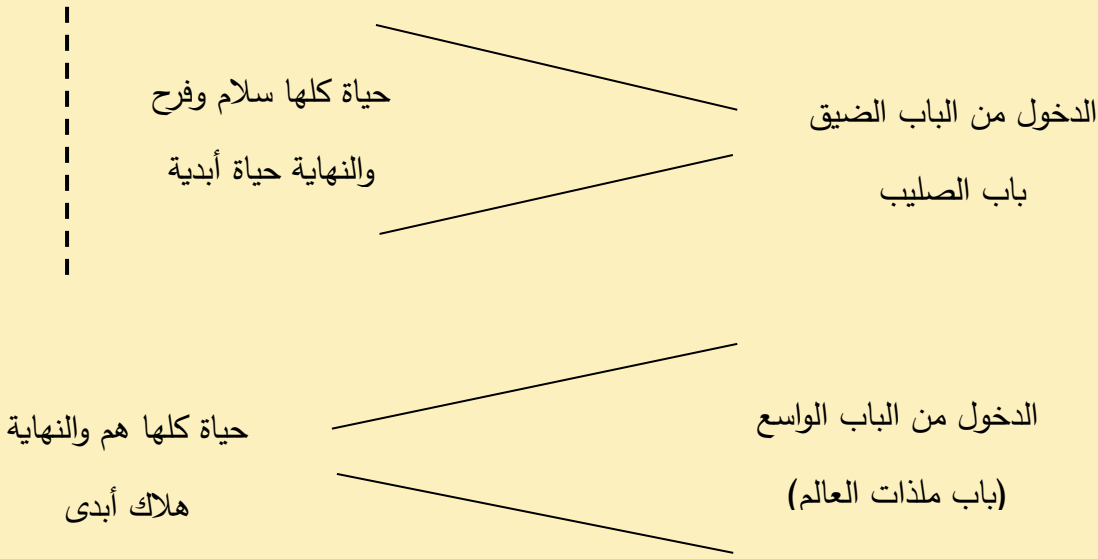 الدخول من الباب الضيق
باب الصليب
حياة كلها سلام وفرح
والنهاية حياة أبدية
الدخول من الباب الواسع
(باب ملذات العالم)
حياة كلها هم والنهاية
هلاك أبدى